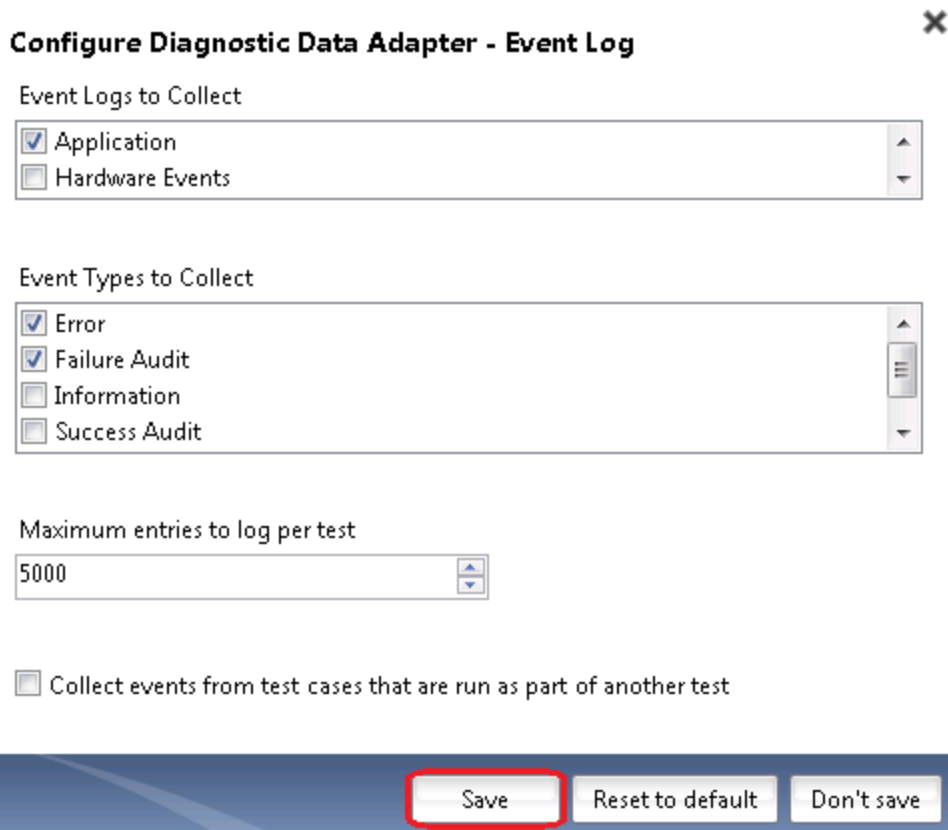 Configure Diagnostic Data Adapter - Event Log
Event Logs to Collect
Application
Hardware Events
Event Types to Collect
Error
Failure Audit
Information
Success Audit
Maximum entries to log per test
5000
Collect events from test cases that are run as part of another test
Save Reset to default Don't save